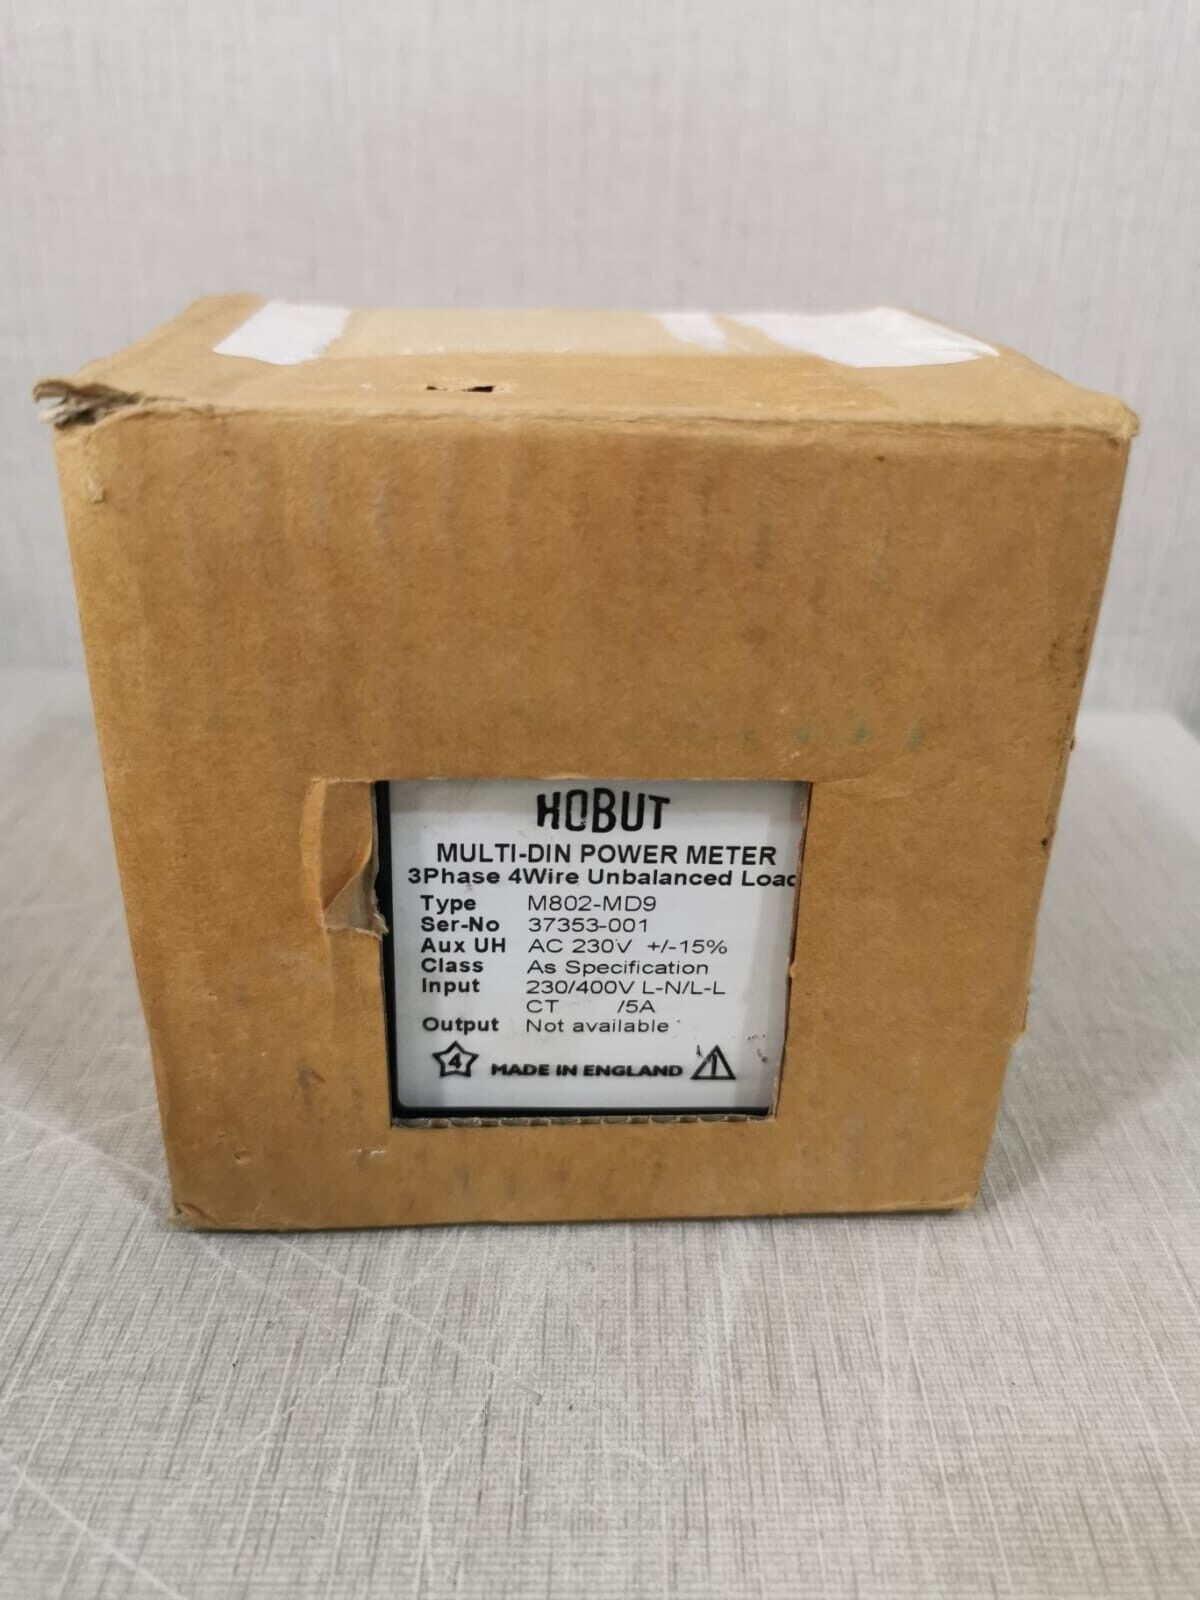 HOBUT
MULTI-DIN POWER METER
3Phase 4Wire Unbalanced Load
Type M802-MD9
Ser-No 37353-001
Aux UH AC 230V +/-15%
Class As Specification
Input 230/400V L-N/L-L
CT /5A
Output Not available
4 MADE IN ENGLAND